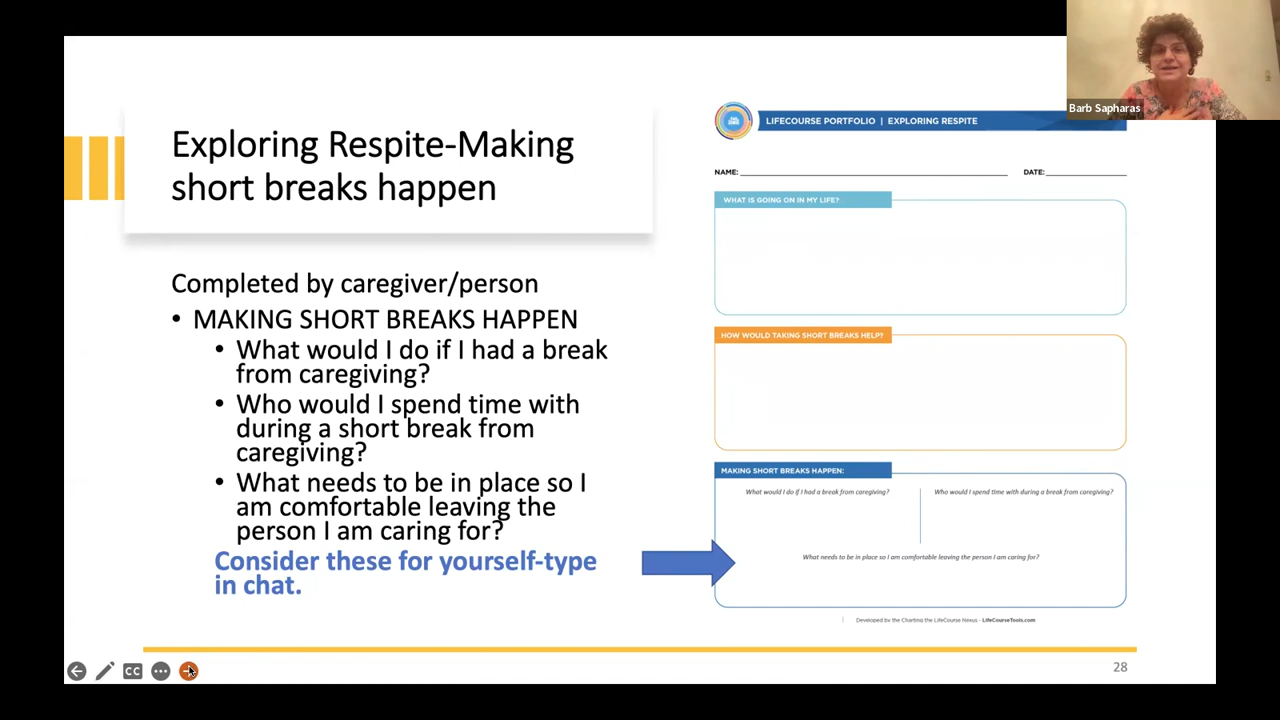 Barb Sapharas
Exploring Respite-Making
short breaks happen
Completed by caregiver/person
• MAKING SHORT BREAKS HAPPEN
• What would I do if I had a break
from caregiving?
• Who would I spend time with
during a short break from
caregiving?
• What needs to be in place so I
am comfortable leaving the
person I am caring for?
Consider these for yourself-type
in chat.
LIFECOURSE PORTFOLIO | EXPLORING RESPITE
NAME: DATE:
WHAT IS GOING ON IN MY LIFE?
HOW WOULD TAKING SHORT BREAKS HELP?
MAKING SHORT BREAKS HAPPEN:
What would I do if I had a break from caregiving?
Who would I spend time with during a break from caregiving?
What needs to be in place so I am comfortable leaving the person I am caring for?
Developed by the Charting the LifeCourse Nexus - LifeCourseTools.com
CC
28